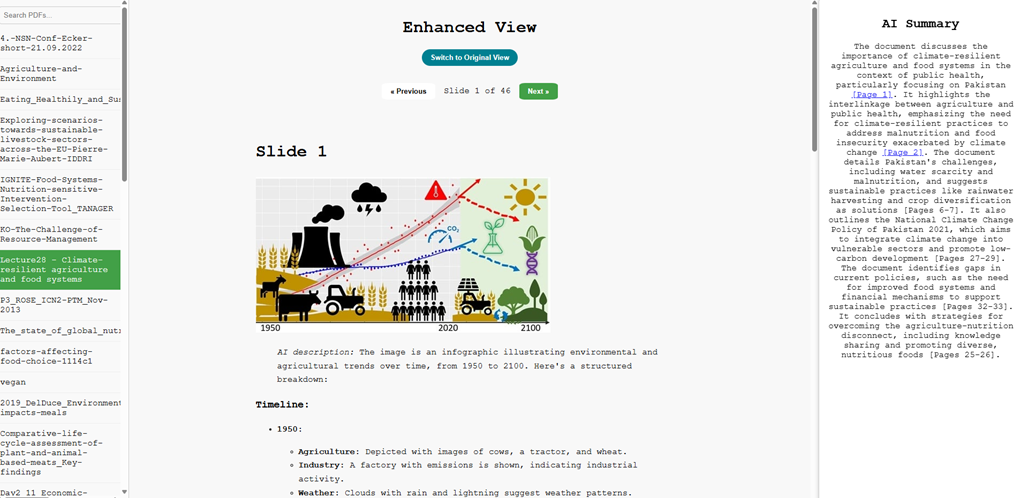 Search PDFs...
4.-NSN-Conf-Ecker-
short-21.09.2022
Agriculture-and-
Environment
Eating_Healthily_and_Sus
Exploring-scenarios-
towards-sustainable-
livestock-sectors-
across-the-EU-Pierre-
Marie-Aubert-IDDRI
IGNITE-Food-Systems-
Nutrition-sensitive-
Intervention-
Selection-Tool_TANAGER
KO-The-Challenge-of-
Resource-Management
Lecture28 - Climate-
resilient agriculture
and food systems
P3_ROSE_ICN2-PTM_Nov-
2013
The_state_of_global_nutr
factors-affecting-
food-choice-1114c1
vegan
2019_DelDuce_Environment
impacts-meals
Comparative-life-
cycle-assessment-of-
plant-and-animal-
based-meats_Key-
findings
Day2_11_Economic-
Enhanced View
Switch to Original View
« Previous
Slide 1 of 46
Next »
Slide 1
CO₂
1950
2020
2100
AI description: The image is an infographic illustrating environmental and
agricultural trends over time, from 1950 to 2100. Here's a structured
breakdown:
Timeline:
• 1950:
Agriculture: Depicted with images of cows, a tractor, and wheat.
Industry: A factory with emissions is shown, indicating industrial
activity.
Weather: Clouds with rain and lightning suggest weather patterns.
AI Summary
The document discusses the
importance of climate-resilient
agriculture and food systems in the
context of public health,
particularly focusing on Pakistan
[Page 1]. It highlights the
interlinkage between agriculture and
public health, emphasizing the need
for climate-resilient practices to
address malnutrition and food
insecurity exacerbated by climate
change [Page 2]. The document
details Pakistan's challenges,
including water scarcity and
malnutrition, and suggests
sustainable practices like rainwater
harvesting and crop diversification
as solutions [Pages 6-7]. It also
outlines the National Climate Change
Policy of Pakistan 2021, which aims
to integrate climate change into
vulnerable sectors and promote low-
carbon development [Pages 27-29].
The document identifies gaps in
current policies, such as the need
for improved food systems and
financial mechanisms to support
sustainable practices [Pages 32-33].
It concludes with strategies for
overcoming the agriculture-nutrition
disconnect, including knowledge
sharing and promoting diverse,
nutritious foods [Pages 25-26].